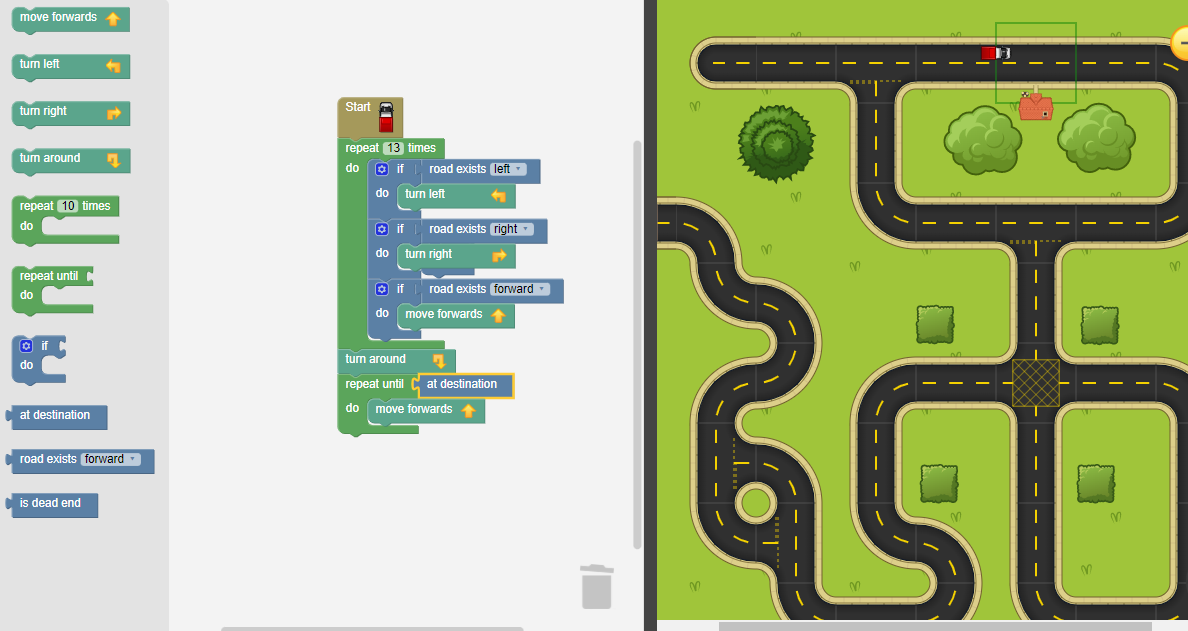 move forwards
turn left
turn right
turn around
repeat 10 times
do
repeat until
do
if
do
at destination
road exists forward
is dead end
Start
repeat 13 times
do if road exists left
do turn left
if road exists right
do turn right
if road exists forward
do move forwards
turn around
repeat until at destination
do move forwards